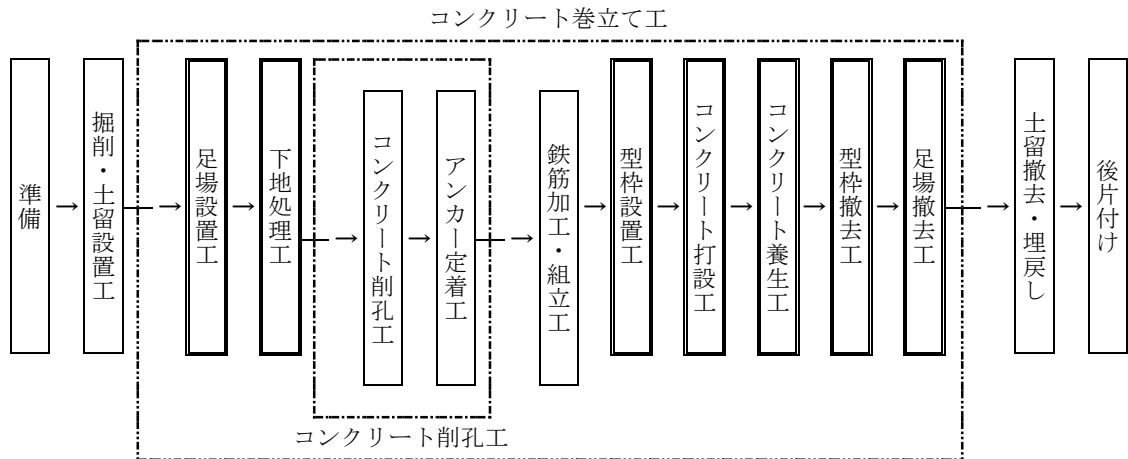 コンクリート巻立て工
準備
→
掘削・土留設置工
→
足場設置工
→
下地処理工
→
コンクリート削孔工
→
アンカー定着工
→
鉄筋加工・組立工
→
型枠設置工
→
コンクリート打設工
→
コンクリート養生工
→
型枠撤去工
→
足場撤去工
→
土留撤去・埋戻し
→
後片付け
コンクリート削孔工